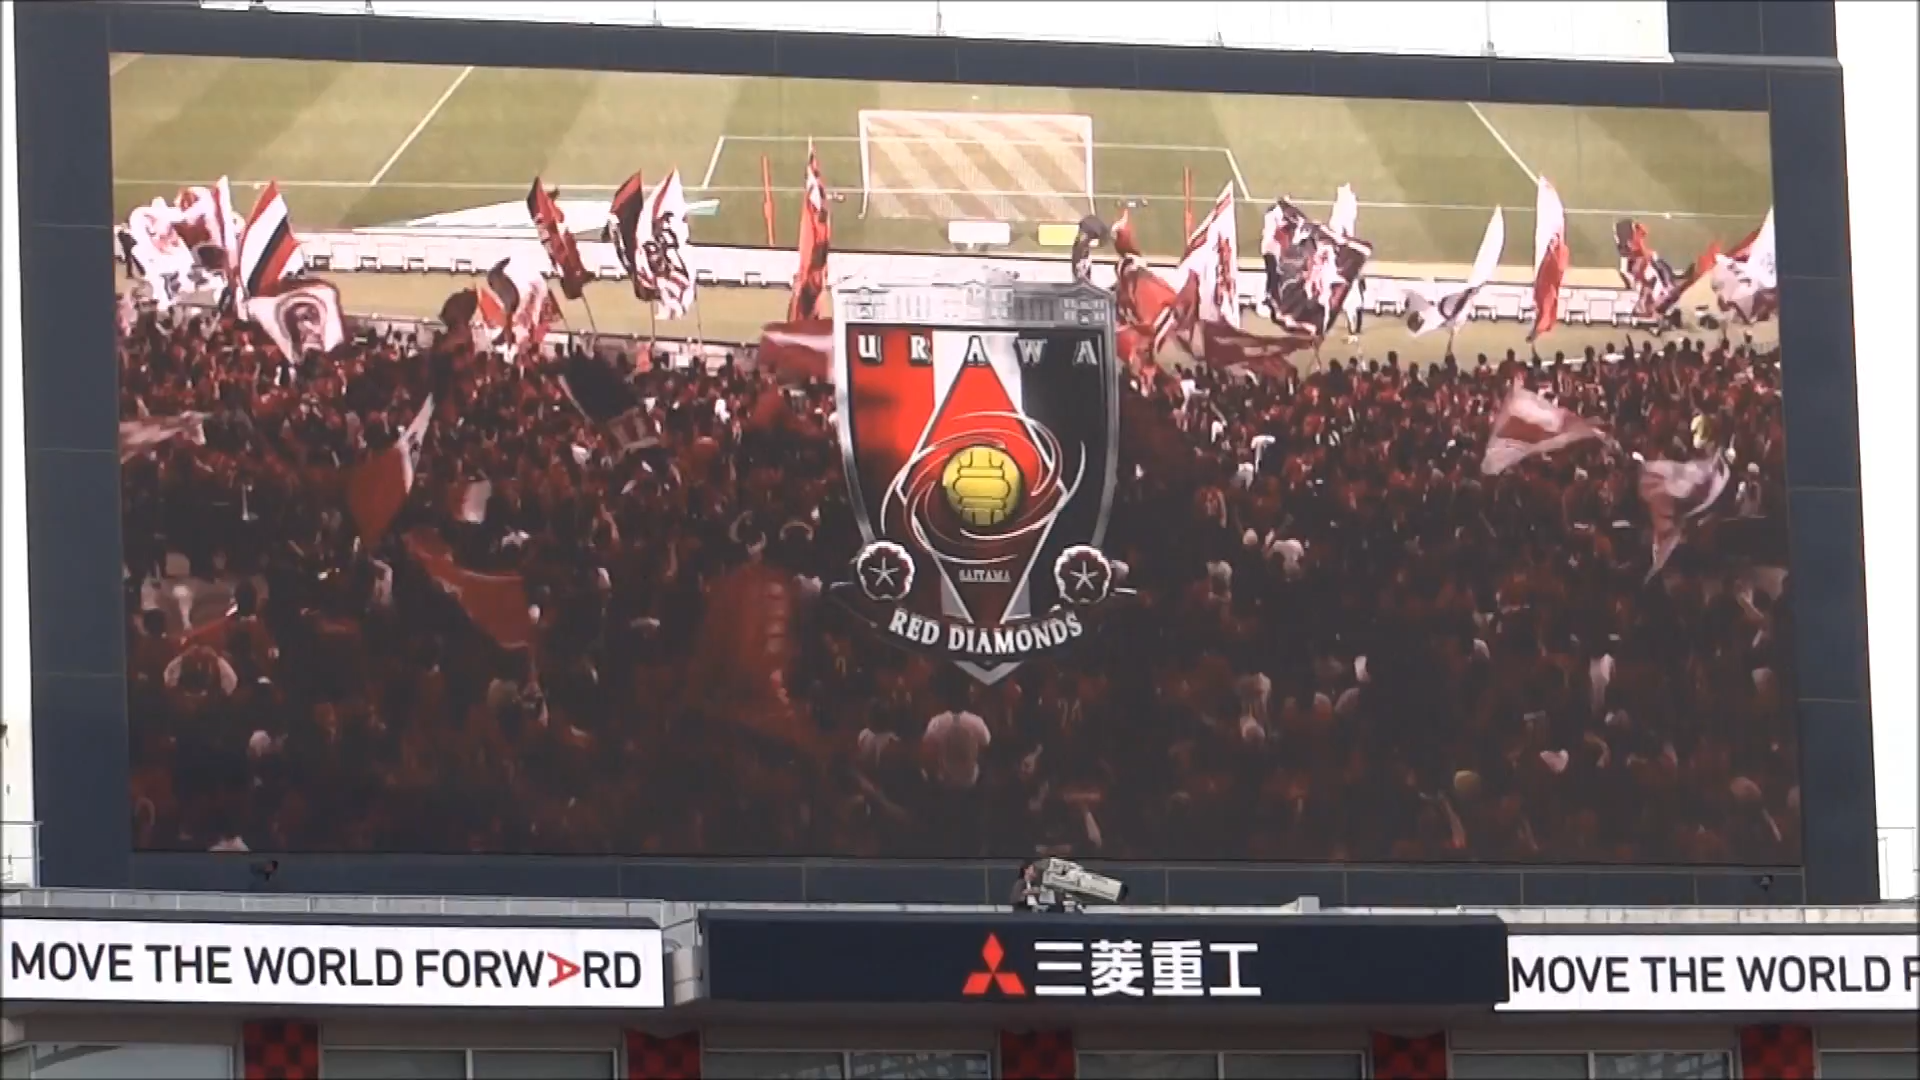 URAWA
SAITAMA
RED DIAMONDS
MOVE THE WORLD FORWARD
三菱重工
MOVE THE WORLD F